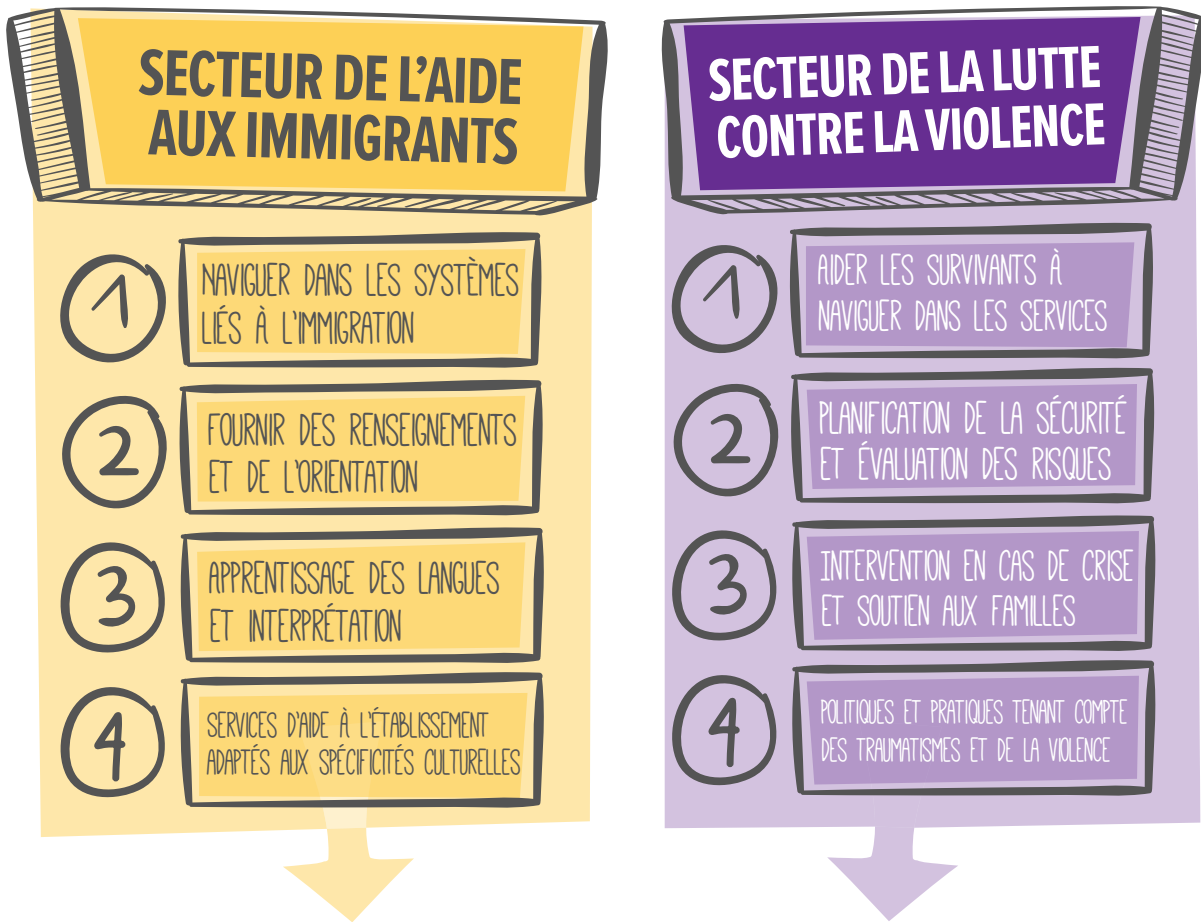 SECTEUR DE L'AIDE
AUX IMMIGRANTS
1
NAVIGUER DANS LES SYSTÈMES
LIÉS À L'IMMIGRATION
2
FOURNIR DES RENSEIGNEMENTS
ET DE L'ORIENTATION
3
APPRENTISSAGE DES LANGUES
ET INTERPRÉTATION
4
SERVICES D'AIDE À L'ÉTABLISSEMENT
ADAPTÉS AUX SPÉCIFICITÉS CULTURELLES
SECTEUR DE LA LUTTE
CONTRE LA VIOLENCE
1
AIDER LES SURVIVANTS À
NAVIGUER DANS LES SERVICES
2
PLANIFICATION DE LA SÉCURITÉ
ET ÉVALUATION DES RISQUES
3
INTERVENTION EN CAS DE CRISE
ET SOUTIEN AUX FAMILLES
4
POLITIQUES ET PRATIQUES TENANT COMPTE
DES TRAUMATISMES ET DE LA VIOLENCE